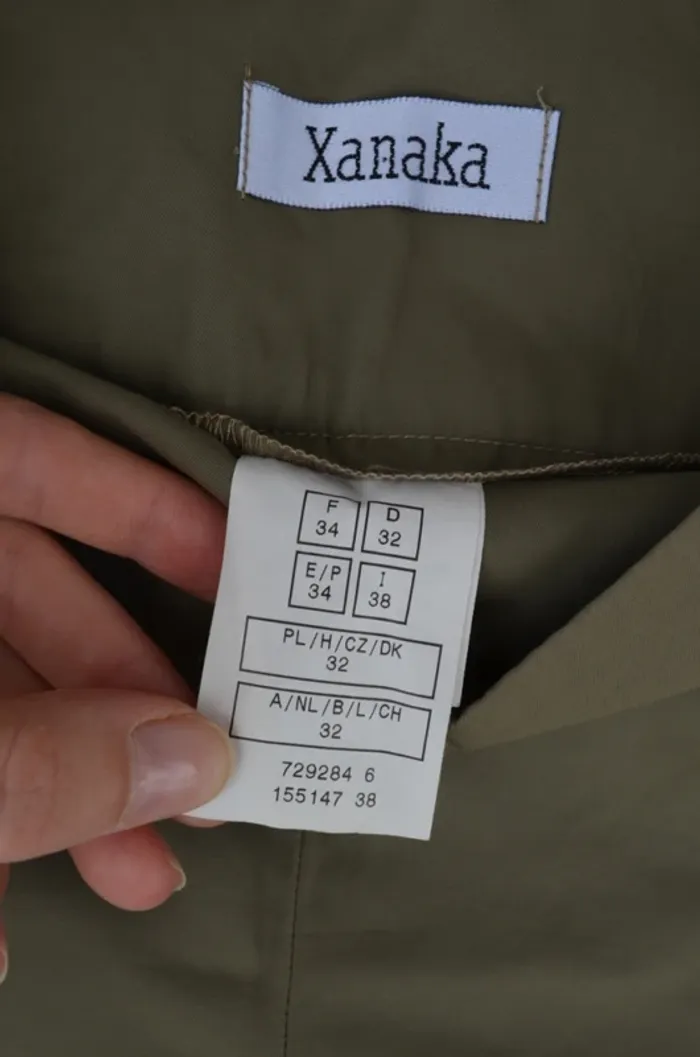 Xanaka
F D
34 32
E/P I
34 38
PL/H/CZ/DK
32
A/NL/B/L/CH
32
729284 6
155147 38